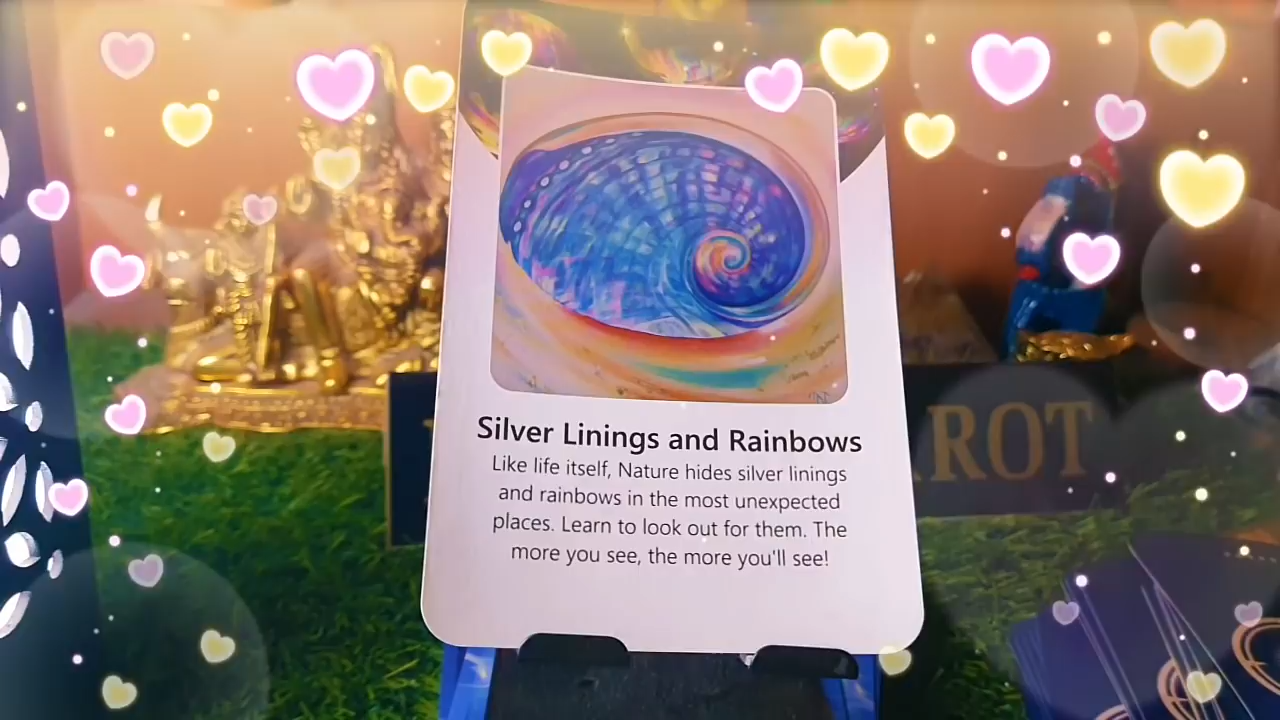 Silver Linings and Rainbows
Like life itself, Nature hides silver linings
and rainbows in the most unexpected
places. Learn to look out for them. The
more you see, the more you'll see!
ROT